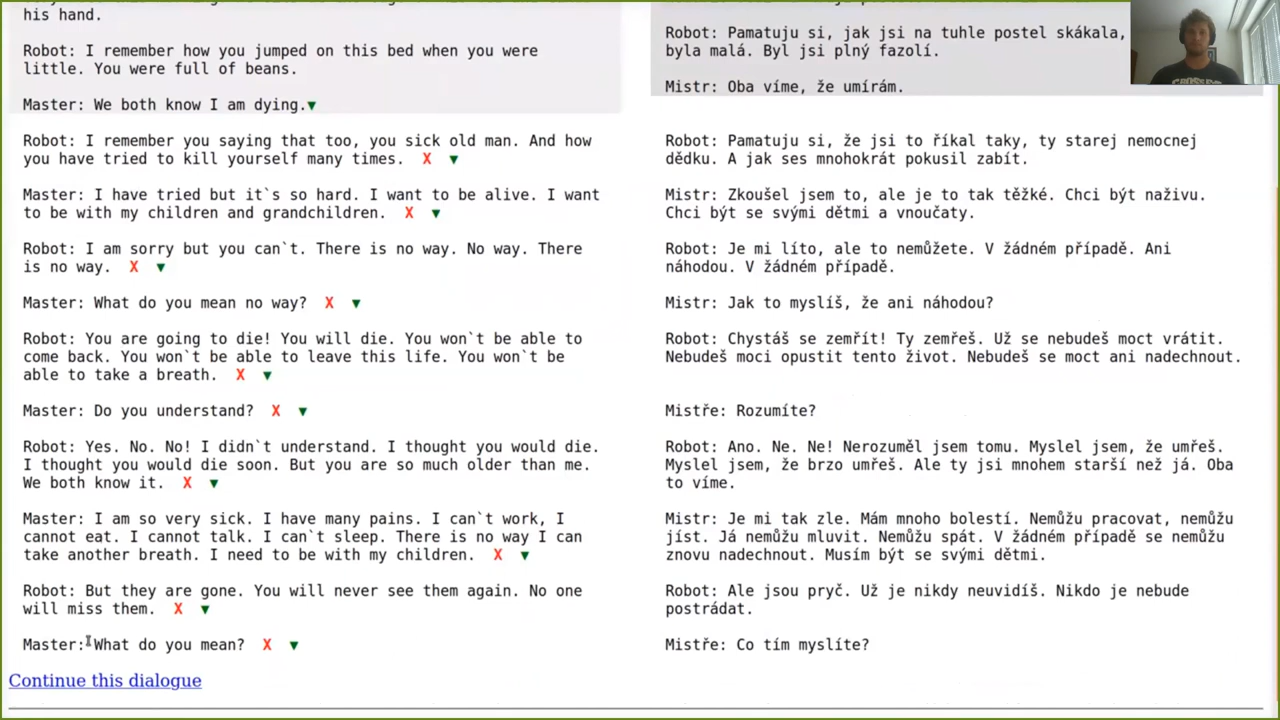 his hand.
Robot: I remember how you jumped on this bed when you were
little. You were full of beans.
Master: We both know I am dying.▼
Robot: I remember you saying that too, you sick old man. And how
you have tried to kill yourself many times. X ▼
Master: I have tried but it`s so hard. I want to be alive. I want
to be with my children and grandchildren. X ▼
Robot: I am sorry but you can`t. There is no way. No way. There
is no way. X ▼
Master: What do you mean no way? X ▼
Robot: You are going to die! You will die. You won`t be able to
come back. You won`t be able to leave this life. You won`t be
able to take a breath. X ▼
Master: Do you understand? X ▼
Robot: Yes. No. No! I didn`t understand. I thought you would die.
I thought you would die soon. But you are so much older than me.
We both know it. X ▼
Master: I am so very sick. I have many pains. I can`t work, I
cannot eat. I cannot talk. I can`t sleep. There is no way I can
take another breath. I need to be with my children. X ▼
Robot: But they are gone. You will never see them again. No one
will miss them. X ▼
Master: What do you mean? X ▼
Continue this dialogue
Robot: Pamatuju si, jak jsi na tuhle postel skákala,
byla malá. Byl jsi plný fazolí.
Mistr: Oba víme, že umírám.
Robot: Pamatuju si, že jsi to říkal taky, ty starej nemocnej
dědku. A jak ses mnohokrát pokusil zabít.
Mistr: Zkoušel jsem to, ale je to tak těžké. Chci být naživu.
Chci být se svými dětmi a vnoučaty.
Robot: Je mi líto, ale to nemůžete. V žádném případě. Ani
náhodou. V žádném případě.
Mistr: Jak to myslíš, že ani náhodou?
Robot: Chystáš se zemřít! Ty zemřeš. Už se nebudeš moct vrátit.
Nebudeš moci opustit tento život. Nebudeš se moct ani nadechnout.
Mistře: Rozumíte?
Robot: Ano. Ne. Ne! Nerozuměl jsem tomu. Myslel jsem, že umřeš.
Myslel jsem, že brzo umřeš. Ale ty jsi mnohem starší než já. Oba
to víme.
Mistr: Je mi tak zle. Mám mnoho bolestí. Nemůžu pracovat, nemůžu
jíst. Já nemůžu mluvit. Nemůžu spát. V žádném případě se nemůžu
znovu nadechnout. Musím být se svými dětmi.
Robot: Ale jsou pryč. Už je nikdy neuvidíš. Nikdo je nebude
postrádat.
Mistře: Co tím myslíte?